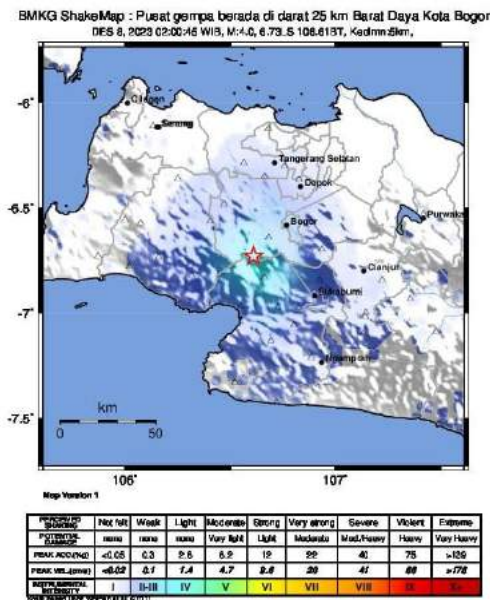 BMKG ShakeMap : Pusat gempa berada di darat 25 km Barat Daya Kota Bogor
DES 8, 2023 02:00:45 WIB, M:4.0, 6.73 LS 106.61BT, Kedlmn:5km,
-6°
Cilegon
Serang
Tangerang Selatan
Depok
-6.5°
Bogor
Purwaka
Cianjur
-7°
Sukabumi
km
0 50
-7.5°
106° 107°
Map Version 1
PERCEIVED SHAKING Not felt Weak Light Moderate Strong Very strong Severe Violent Extreme
POTENTIAL DAMAGE none none none Very light Light Moderate Mod./Heavy Heavy Very Heavy
PEAK ACC.(%g) <0.05 0.3 2.8 6.2 12 22 40 75 >139
PEAK VEL.(cm/s) <0.02 0.1 1.4 4.7 9.6 20 41 86 >178
INSTRUMENTAL INTENSITY I II-III IV V VI VII VIII IX X+